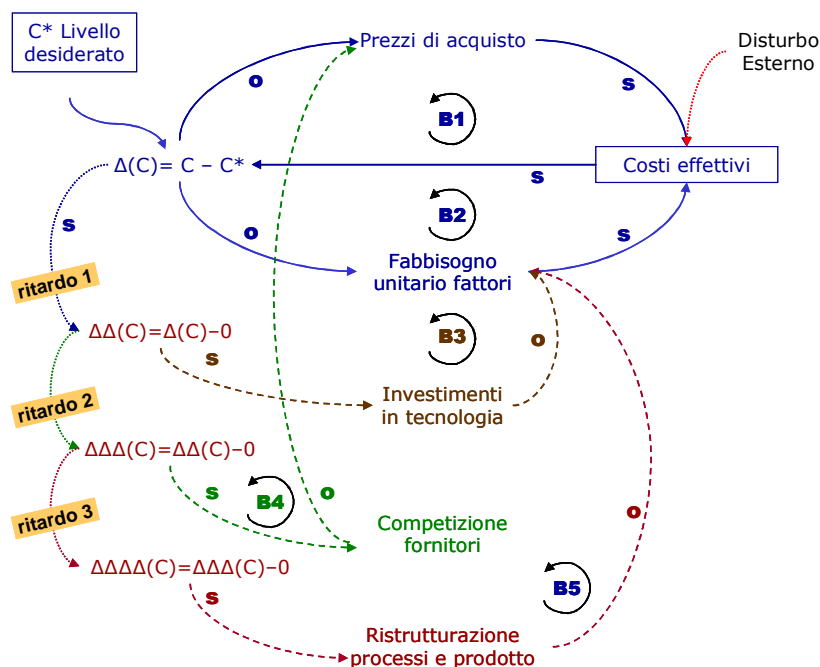 C* Livello
desiderato
Prezzi di acquisto
Disturbo
Esterno
o
s
B1
Δ(C)= C – C*
Costi effettivi
s
s
B2
o
s
Fabbisogno
unitario fattori
ritardo 1
ΔΔ(C)=Δ(C)–0
B3
s
o
Investimenti
in tecnologia
ritardo 2
ΔΔΔ(C)=ΔΔ(C)–0
s
B4
o
ritardo 3
o
Competizione
fornitori
ΔΔΔΔ(C)=ΔΔΔ(C)–0
s
B5
Ristrutturazione
processi e prodotto